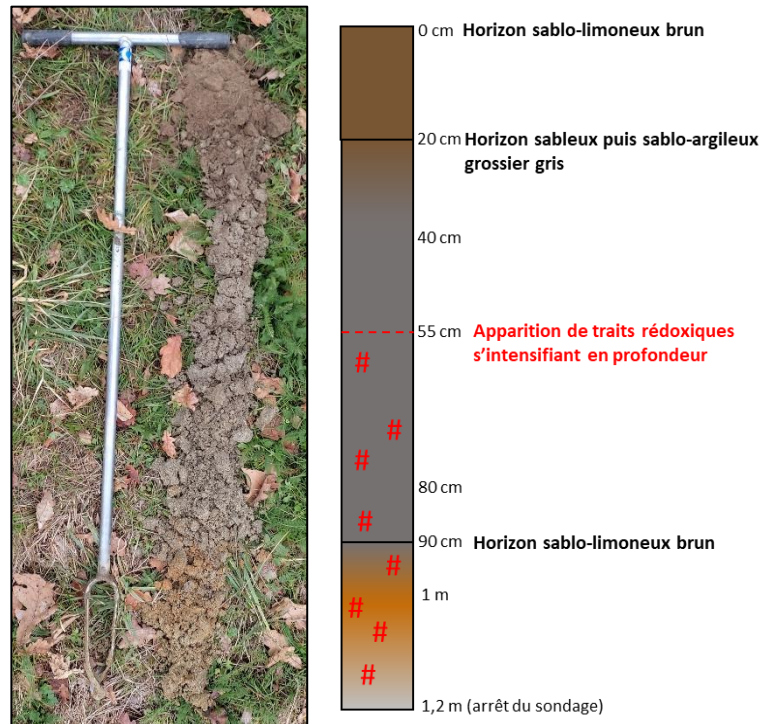 0 cm Horizon sablo-limoneux brun
20 cm Horizon sableux puis sablo-argileux
grossier gris
40 cm
55 cm Apparition de traits rédoxiques
s'intensifiant en profondeur
#
#
#
80 cm
#
90 cm Horizon sablo-limoneux brun
#
1 m
#
#
#
1,2 m (arrêt du sondage)